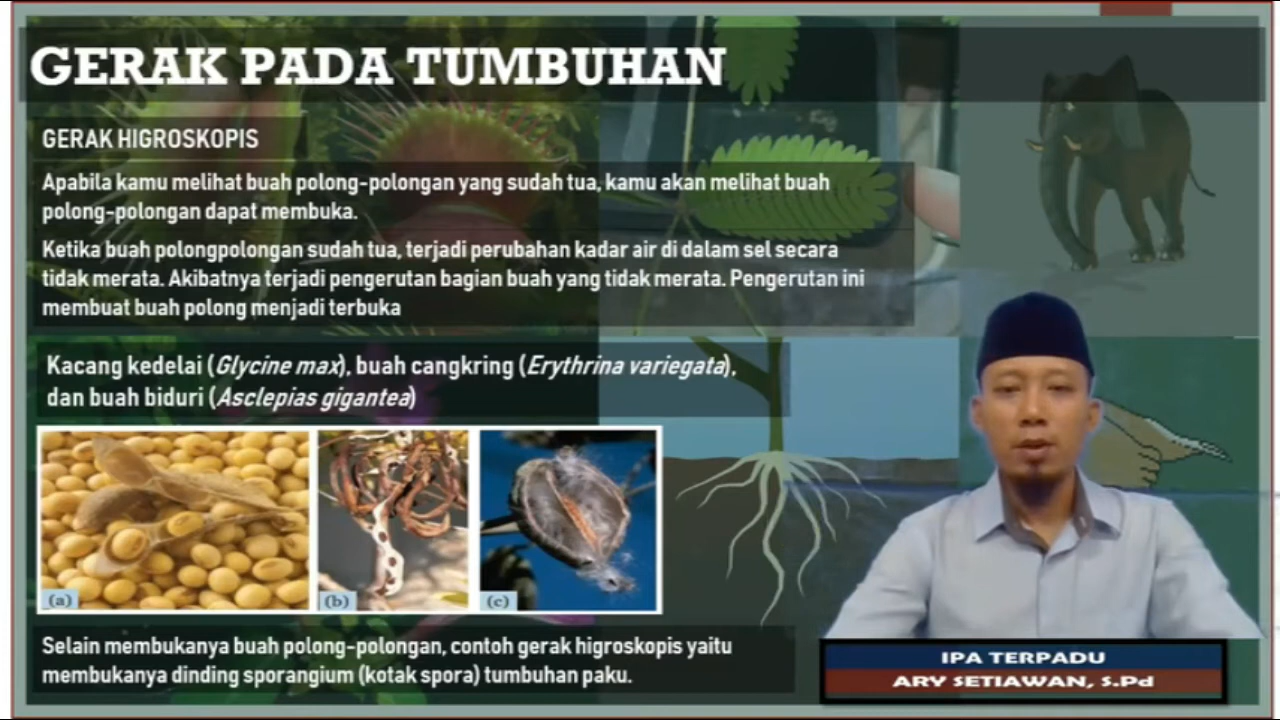 GERAK PADA TUMBUHAN
GERAK HIGROSKOPIS
Apabila kamu melihat buah polong-polongan yang sudah tua, kamu akan melihat buah
polong-polongan dapat membuka.
Ketika buah polongpolongan sudah tua, terjadi perubahan kadar air di dalam sel secara
tidak merata. Akibatnya terjadi pengerutan bagian buah yang tidak merata. Pengerutan ini
membuat buah polong menjadi terbuka
Kacang kedelai (Glycine max), buah cangkring (Erythrina variegata),
dan buah biduri (Asclepias gigantea)
(a) (b) (c)
Selain membukanya buah polong-polongan, contoh gerak higroskopis yaitu
membukanya dinding sporangium (kotak spora) tumbuhan paku.
IPA TERPADU
ARY SETIAWAN, S.Pd